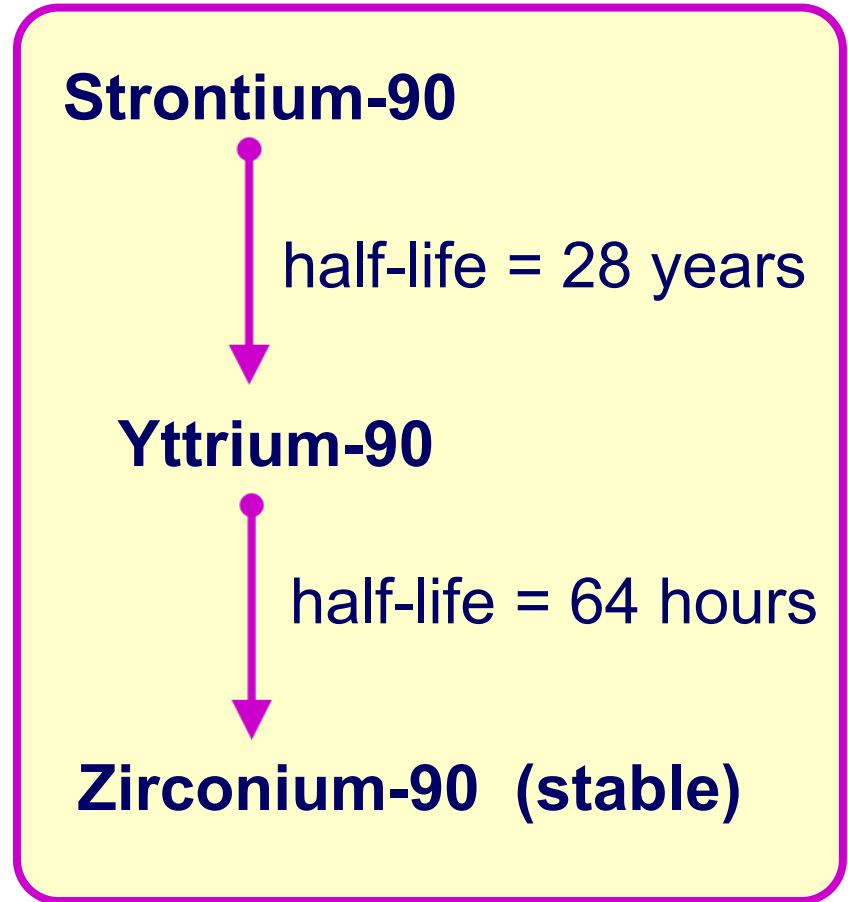 Strontium-90
half-life = 28 years
Yttrium-90
half-life = 64 hours
Zirconium-90 (stable)